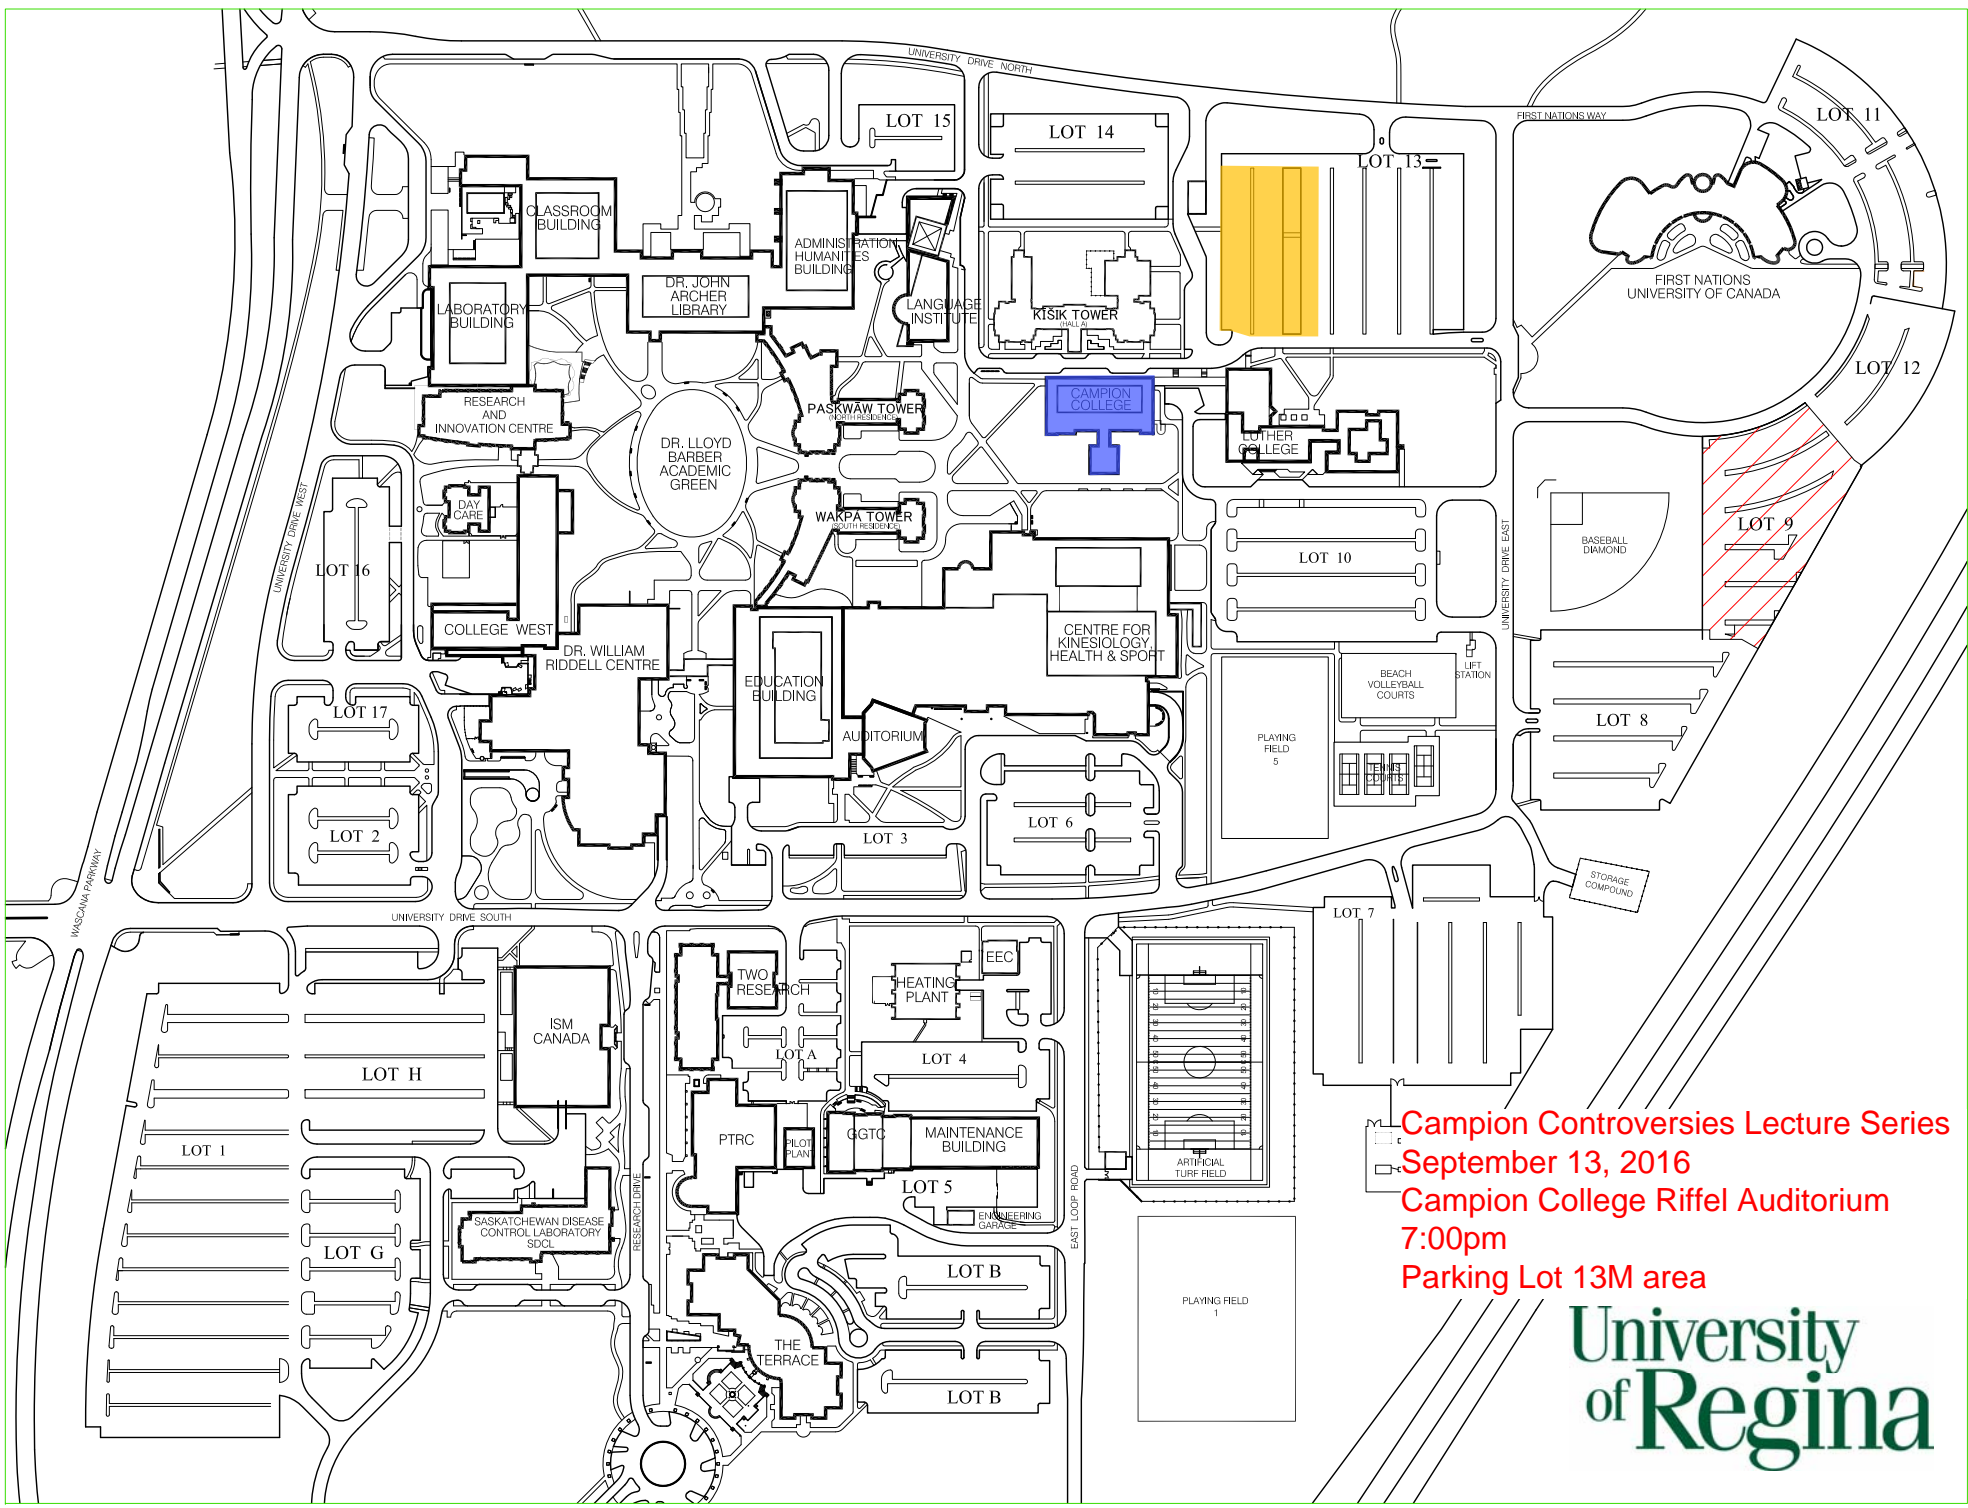 UNIVERSITY DRIVE NORTH
FIRST NATIONS WAY
LOT 11
LOT 15
LOT 14
LOT 13
CLASSROOM
BUILDING
ADMINISTRATION
HUMANITIES
BUILDING
DR. JOHN
ARCHER
LIBRARY
LABORATORY
BUILDING
LANGUAGE
INSTITUTE
KĪSIK TOWER
(HALL A)
FIRST NATIONS
UNIVERSITY OF CANADA
LOT 12
RESEARCH
AND
INNOVATION CENTRE
PASKWĀW TOWER
(NORTH RESIDENCE)
CAMPION
COLLEGE
LUTHER
COLLEGE
DR. LLOYD
BARBER
ACADEMIC
GREEN
DAY
CARE
WAKPĀ TOWER
(SOUTH RESIDENCE)
UNIVERSITY DRIVE WEST
LOT 16
LOT 10
UNIVERSITY DRIVE EAST
BASEBALL
DIAMOND
LOT 9
COLLEGE WEST
DR. WILLIAM
RIDDELL CENTRE
CENTRE FOR
KINESIOLOGY,
HEALTH & SPORT
EDUCATION
BUILDING
AUDITORIUM
BEACH
VOLLEYBALL
COURTS
LIFT
STATION
LOT 17
LOT 8
PLAYING
FIELD
5
TENNIS
COURTS
LOT 2
LOT 3
LOT 6
STORAGE
COMPOUND
WASCANA PARKWAY
UNIVERSITY DRIVE SOUTH
LOT 7
TWO
RESEARCH
HEATING
PLANT
EEC
ISM
CANADA
LOT A
LOT 4
LOT H
PTRC
PILOT
PLANT
GGTC
MAINTENANCE
BUILDING
LOT 1
ARTIFICIAL
TURF FIELD
LOT 5
ENGINEERING
GARAGE
EAST LOOP ROAD
RESEARCH DRIVE
SASKATCHEWAN DISEASE
CONTROL LABORATORY
SDCL
LOT G
LOT B
PLAYING FIELD
1
THE
TERRACE
LOT B
Campion Controversies Lecture Series
September 13, 2016
Campion College Riffel Auditorium
7:00pm
Parking Lot 13M area
University
of Regina